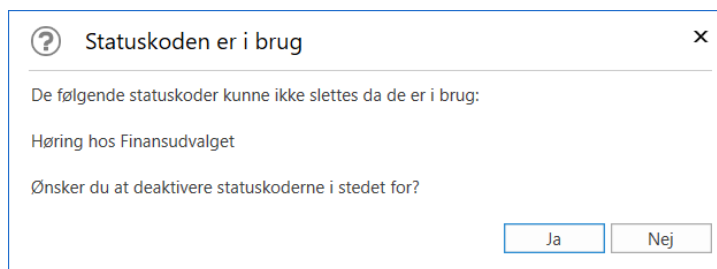 Statuskoden er i brug
De følgende statuskoder kunne ikke slettes da de er i brug:
Høring hos Finansudvalget
Ønsker du at deaktivere statuskoderne i stedet for?
Ja Nej